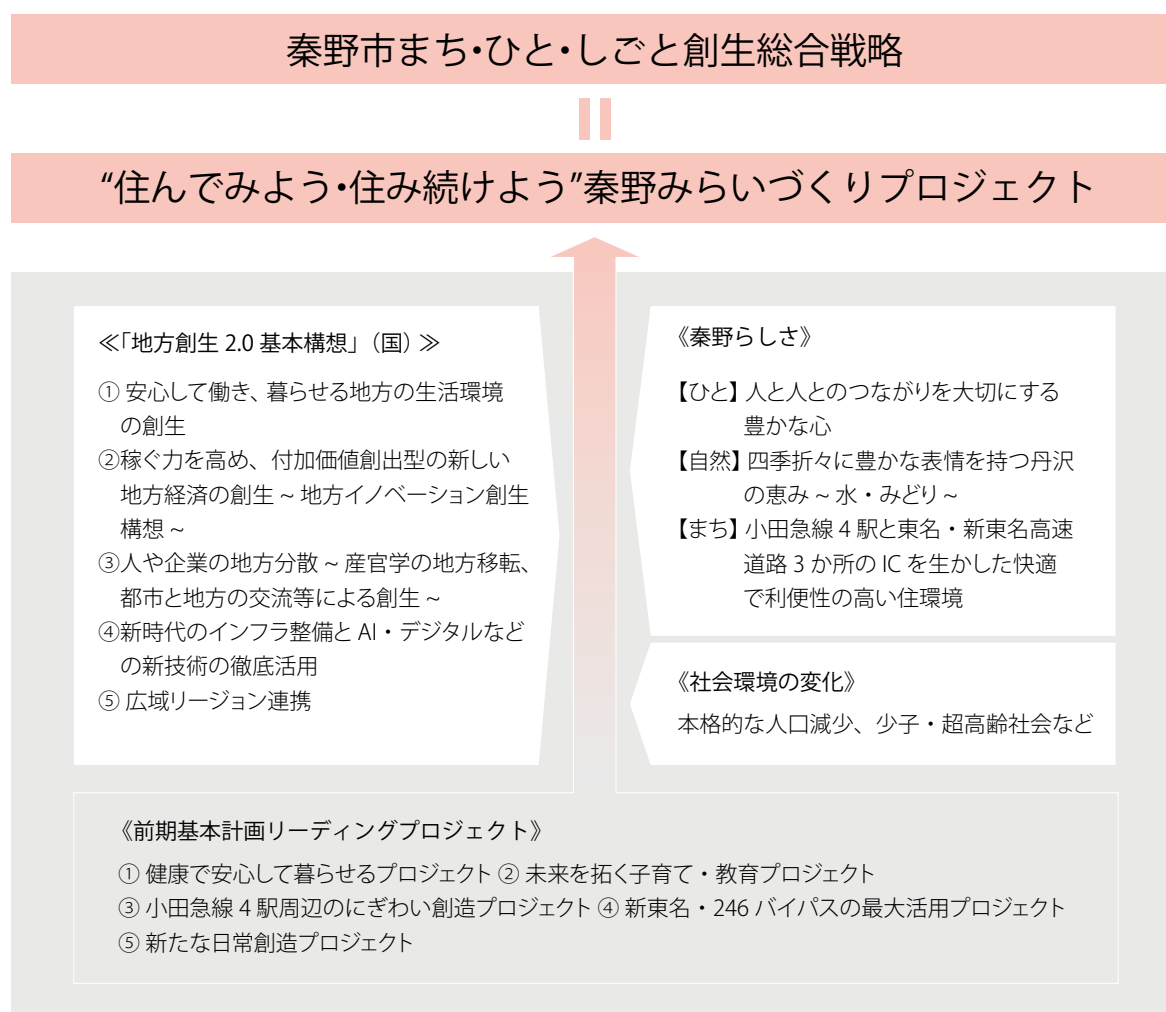 秦野市まち・ひと・しごと創生総合戦略
“住んでみよう・住み続けよう”秦野みらいづくりプロジェクト
≪「地方創生 2.0 基本構想」（国）≫
① 安心して働き、暮らせる地方の生活環境
の創生
②稼ぐ力を高め、付加価値創出型の新しい
地方経済の創生 ~ 地方イノベーション創生
構想 ~
③人や企業の地方分散 ~ 産官学の地方移転、
都市と地方の交流等による創生 ~
④新時代のインフラ整備と AI・デジタルなど
の新技術の徹底活用
⑤ 広域リージョン連携
《秦野らしさ》
【ひと】人と人とのつながりを大切にする
豊かな心
【自然】四季折々に豊かな表情を持つ丹沢
の恵み ~ 水・みどり ~
【まち】小田急線 4 駅と東名・新東名高速
道路 3 か所の IC を生かした快適
で利便性の高い住環境
《社会環境の変化》
本格的な人口減少、少子・超高齢社会など
《前期基本計画リーディングプロジェクト》
① 健康で安心して暮らせるプロジェクト ② 未来を拓く子育て・教育プロジェクト
③ 小田急線 4 駅周辺のにぎわい創造プロジェクト ④ 新東名・246 バイパスの最大活用プロジェクト
⑤ 新たな日常創造プロジェクト